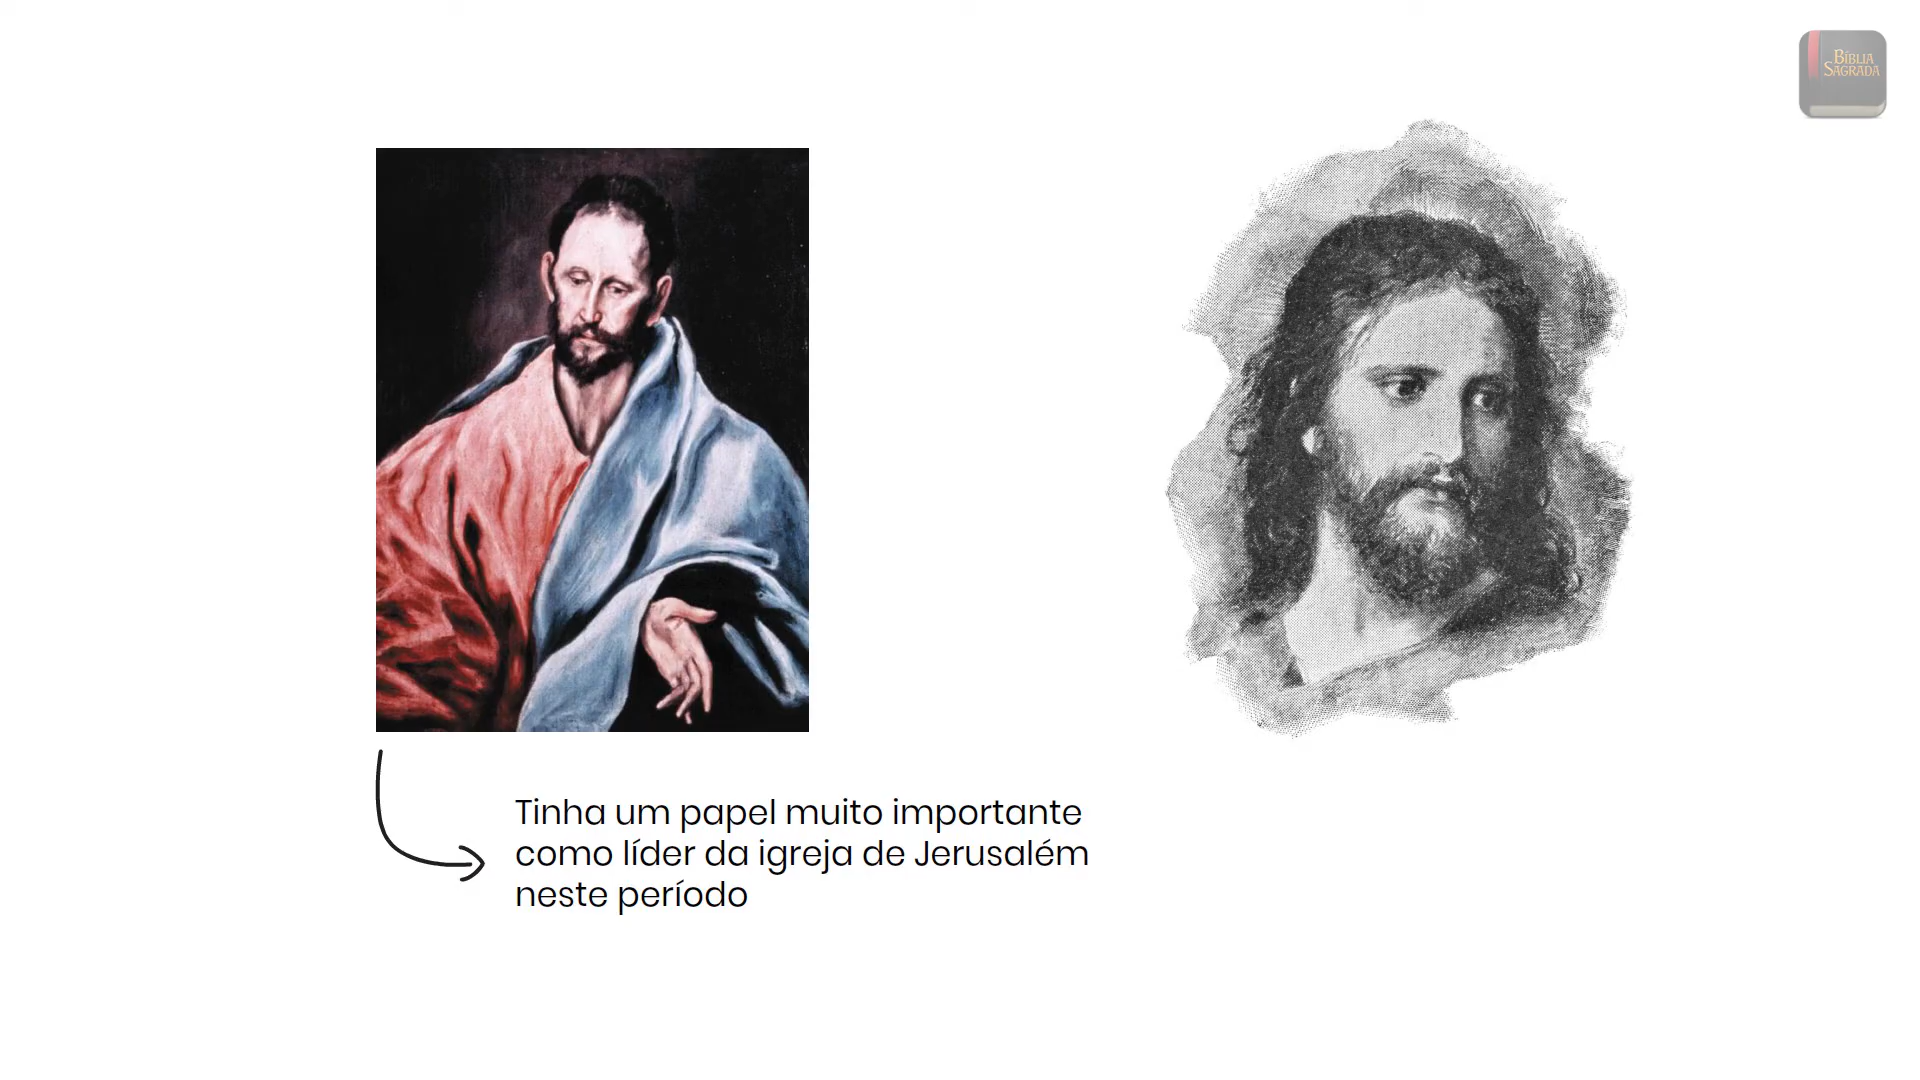 BÍBLIA
SAGRADA
Tinha um papel muito importante
como líder da igreja de Jerusalém
neste período